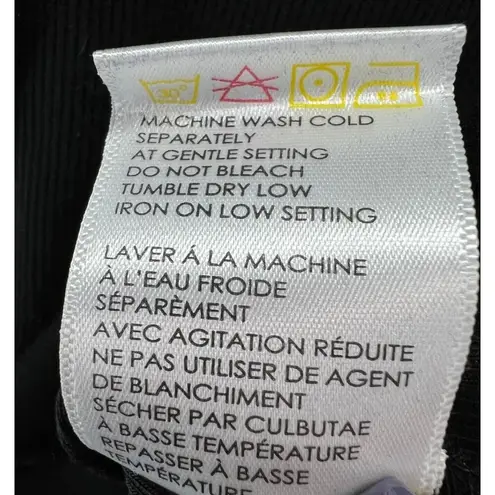 30°
MACHINE WASH COLD
SEPARATELY
AT GENTLE SETTING
DO NOT BLEACH
TUMBLE DRY LOW
IRON ON LOW SETTING
LAVER Á LA MACHINE
À L'EAU FROIDE
SÉPARÈMENT
AVEC AGITATION RÉDUITE
NE PAS UTILISER DE AGENT
DE BLANCHIMENT
SÉCHER PAR CULBUTAE
À BASSE TEMPÉRATURE
REPASSER À BASSE
TEMPÉRATURE